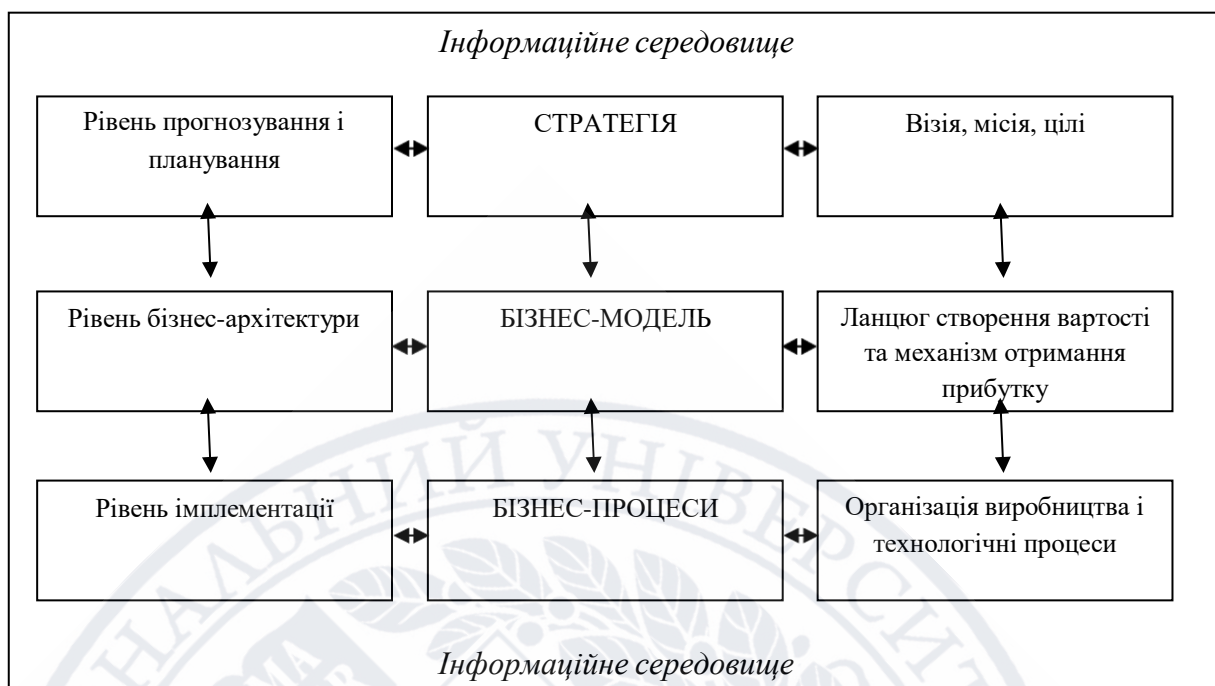 Інформаційне середовище
Рівень прогнозування і
планування
СТРАТЕГІЯ
Візія, місія, цілі
Рівень бізнес-архітектури
БІЗНЕС-МОДЕЛЬ
Ланцюг створення вартості
та механізм отримання
прибутку
Рівень імплементації
БІЗНЕС-ПРОЦЕСИ
Організація виробництва і
технологічні процеси
Інформаційне середовище